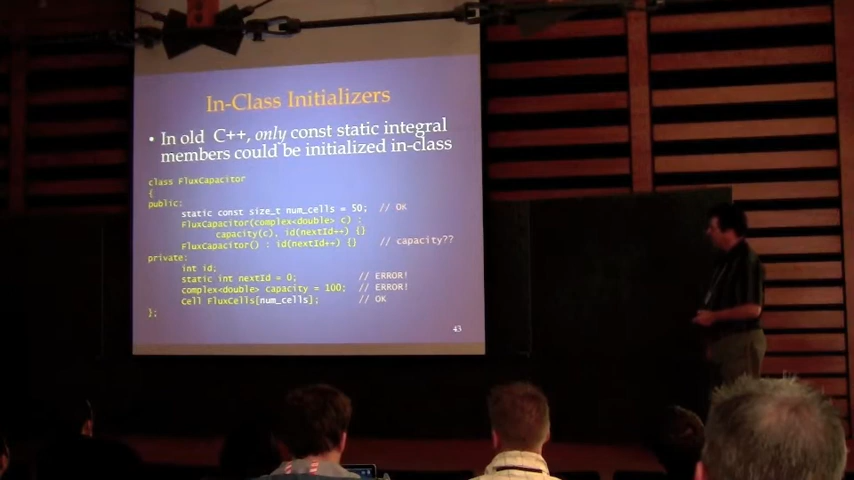 In-Class Initializers
• In old C++, only const static integral
members could be initialized in-class
class FluxCapacitor
{
public:
static const size_t num_cells = 50; // OK
FluxCapacitor(complex<double> c) :
capacity(c), id(nextId++) {}
FluxCapacitor() : id(nextId++) {} // capacity??
private:
int id;
static int nextId = 0; // ERROR!
complex<double> capacity = 100; // ERROR!
Cell FluxCells[num_cells]; // OK
};
43